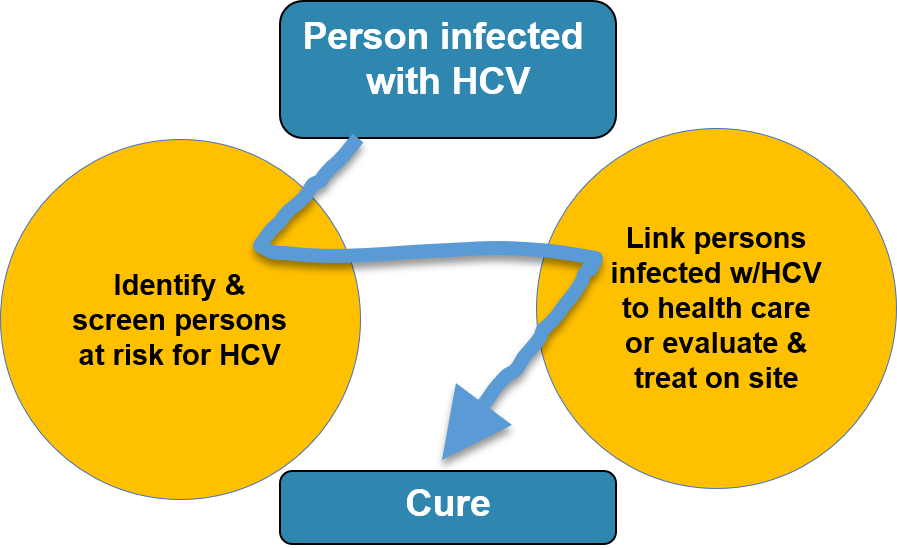 Person infected
with HCV
Identify &
screen persons
at risk for HCV
Link persons
infected w/HCV
to health care
or evaluate &
treat on site
Cure